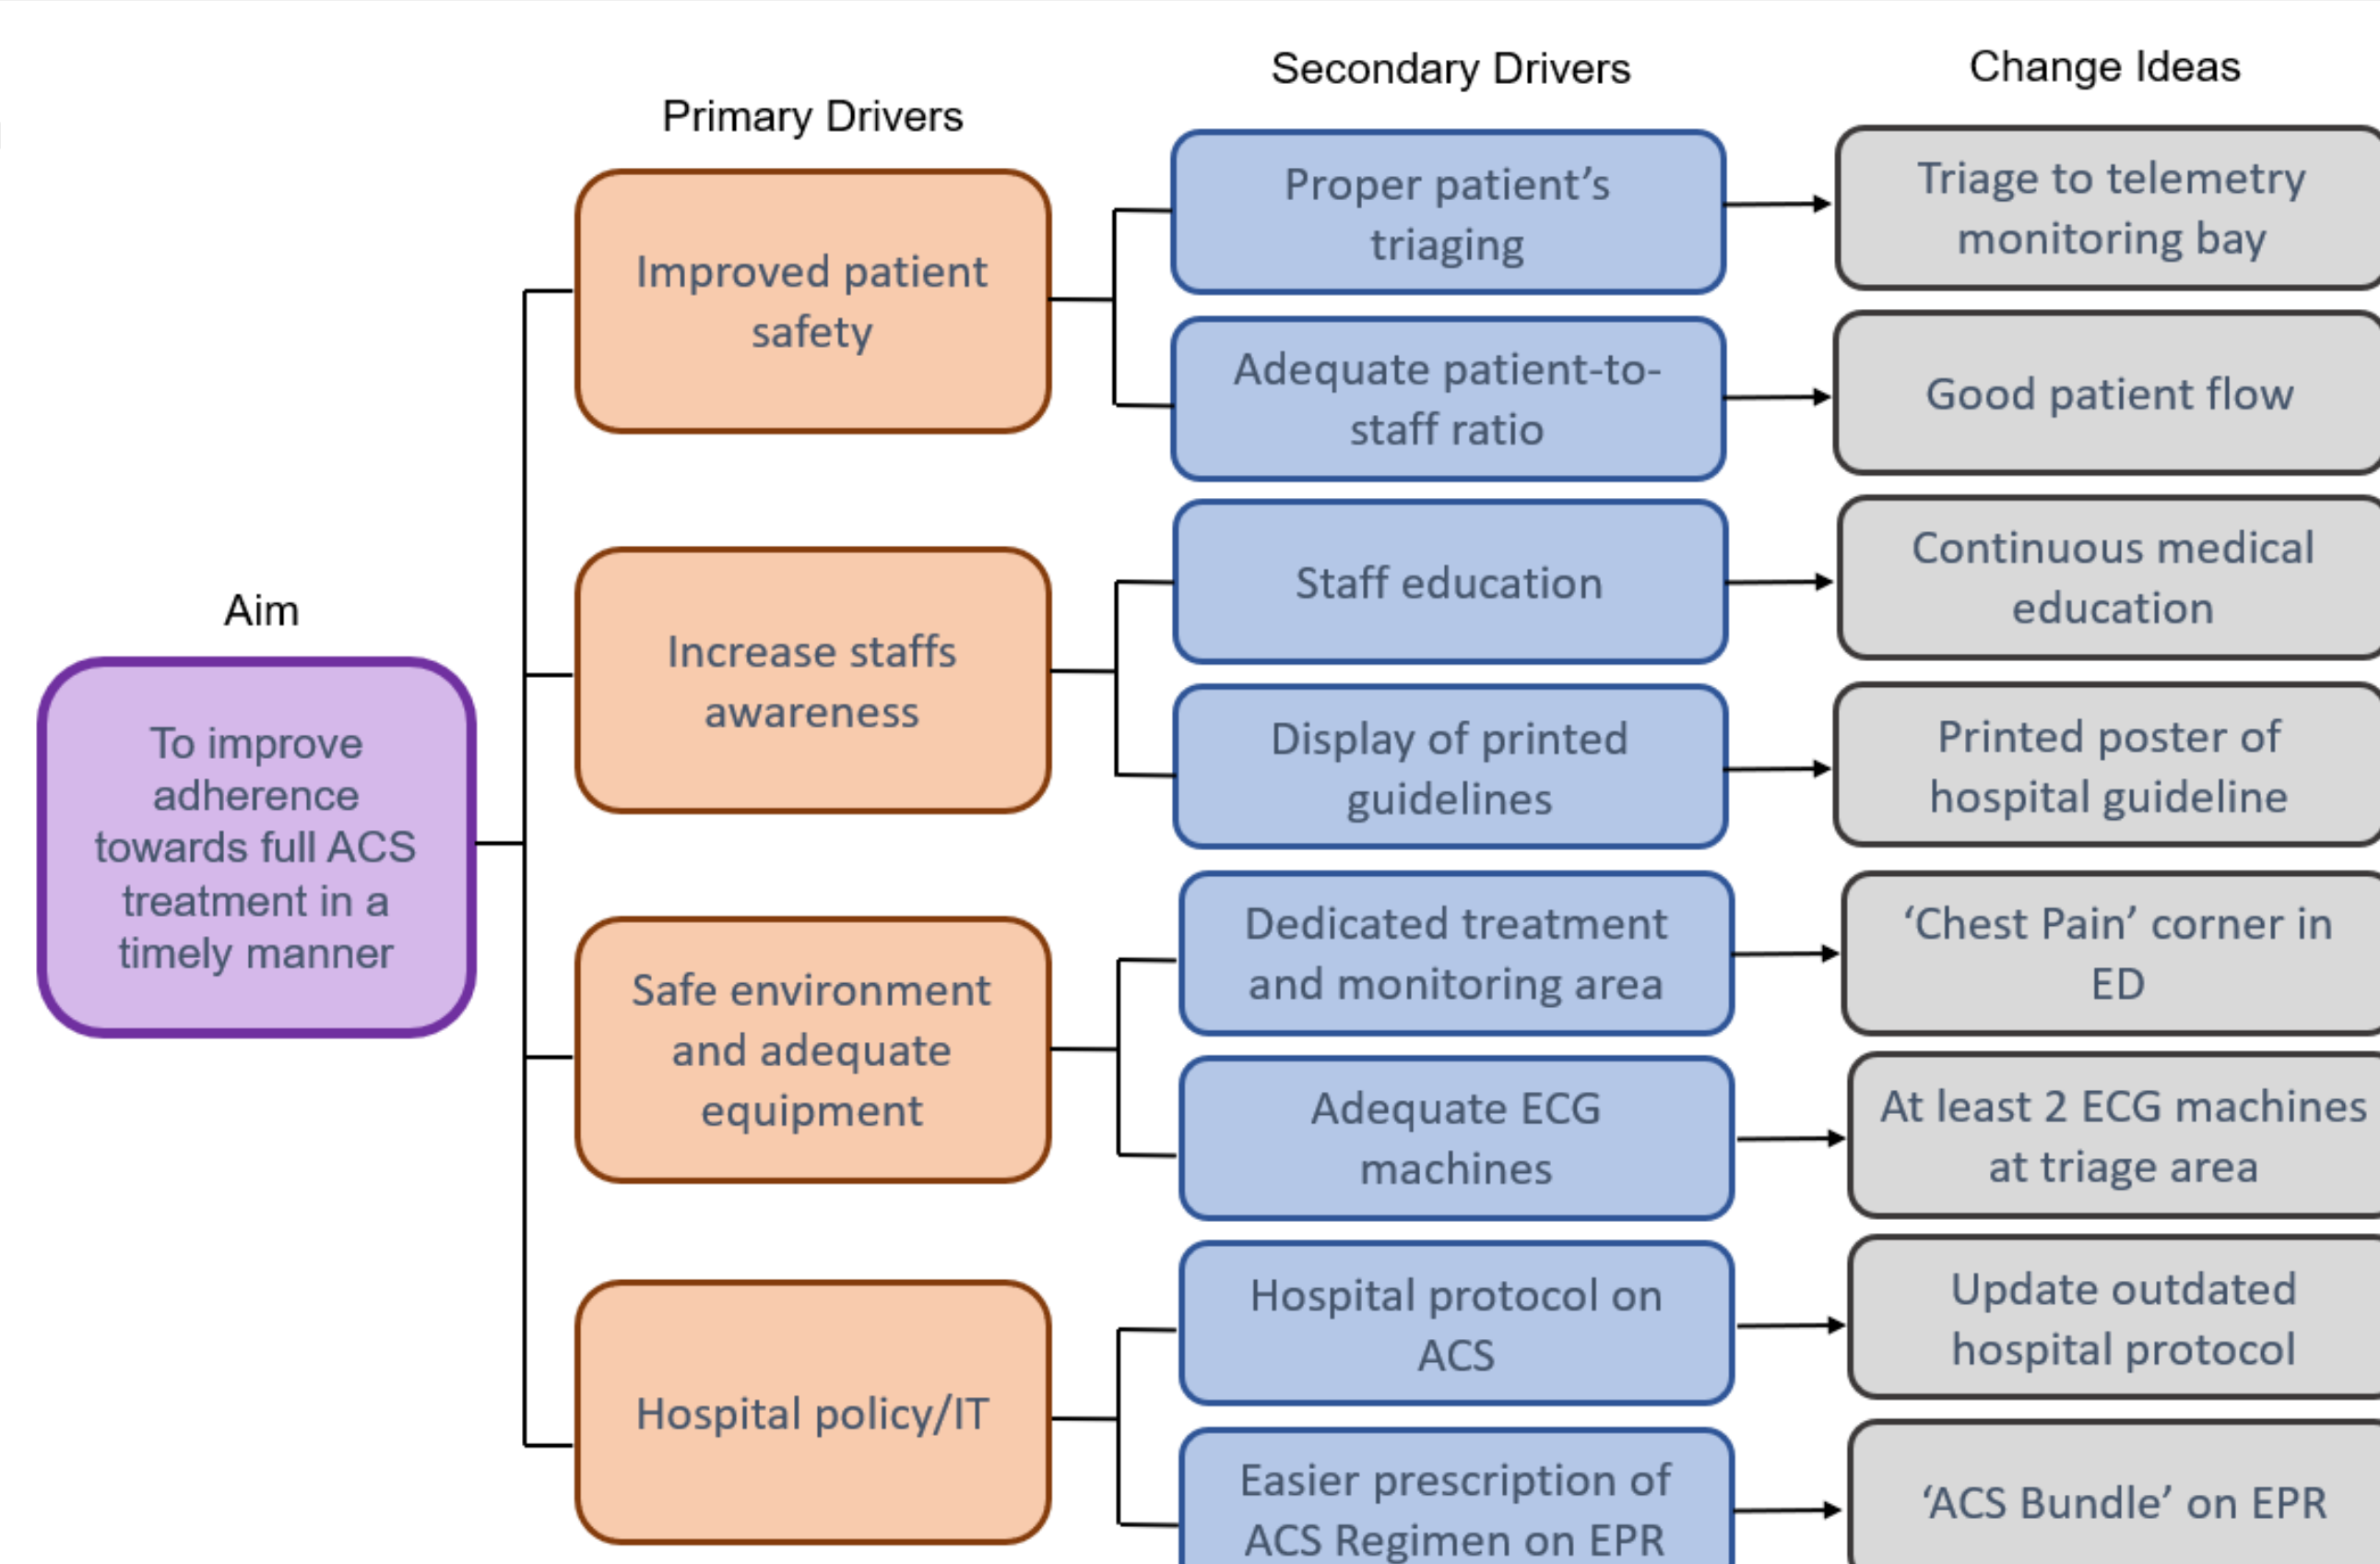 Aim
To improve
adherence
towards full ACS
treatment in a
timely manner
Primary Drivers
Improved patient
safety
Increase staffs
awareness
Safe environment
and adequate
equipment
Hospital policy/IT
Secondary Drivers
Proper patient’s
triaging
Adequate patient-to-
staff ratio
Staff education
Display of printed
guidelines
Dedicated treatment
and monitoring area
Adequate ECG
machines
Hospital protocol on
ACS
Easier prescription of
ACS Regimen on EPR
Change Ideas
Triage to telemetry
monitoring bay
Good patient flow
Continuous medical
education
Printed poster of
hospital guideline
‘Chest Pain’ corner in
ED
At least 2 ECG machines
at triage area
Update outdated
hospital protocol
‘ACS Bundle’ on EPR